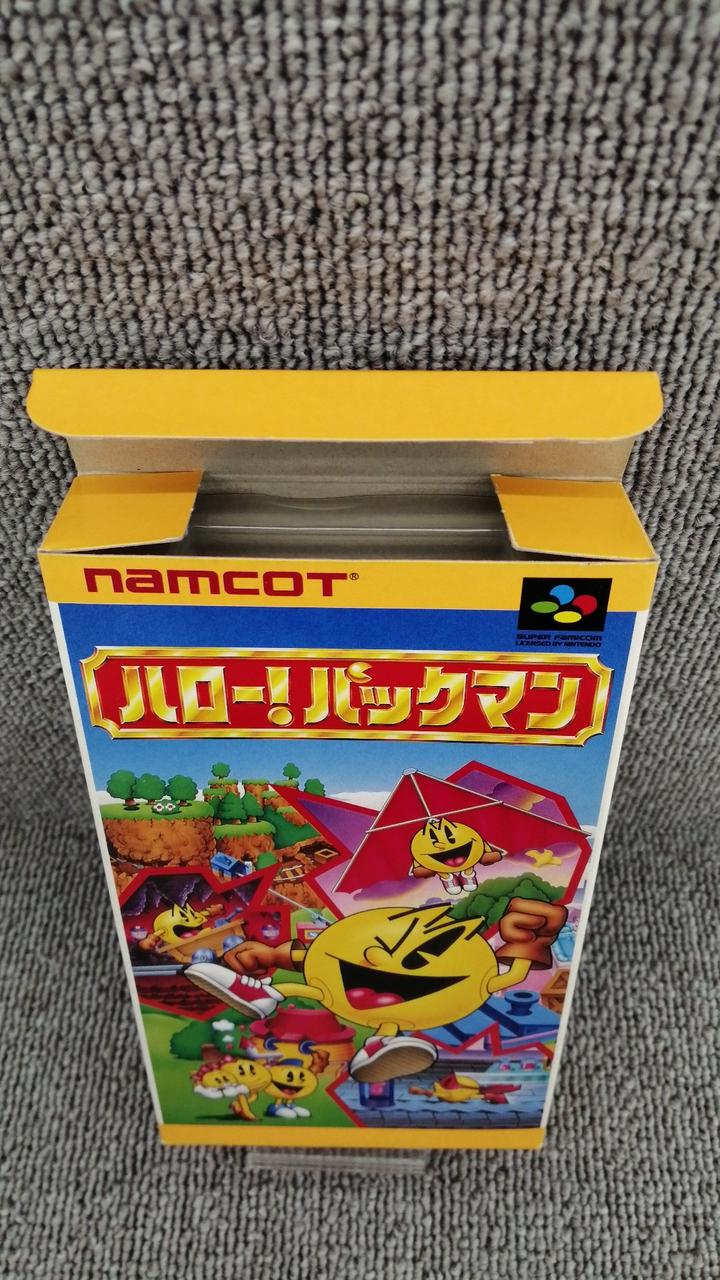 namcoT®
SUPER FAMICOM
LICENSED BY NINTENDO
ハロー!パックマン